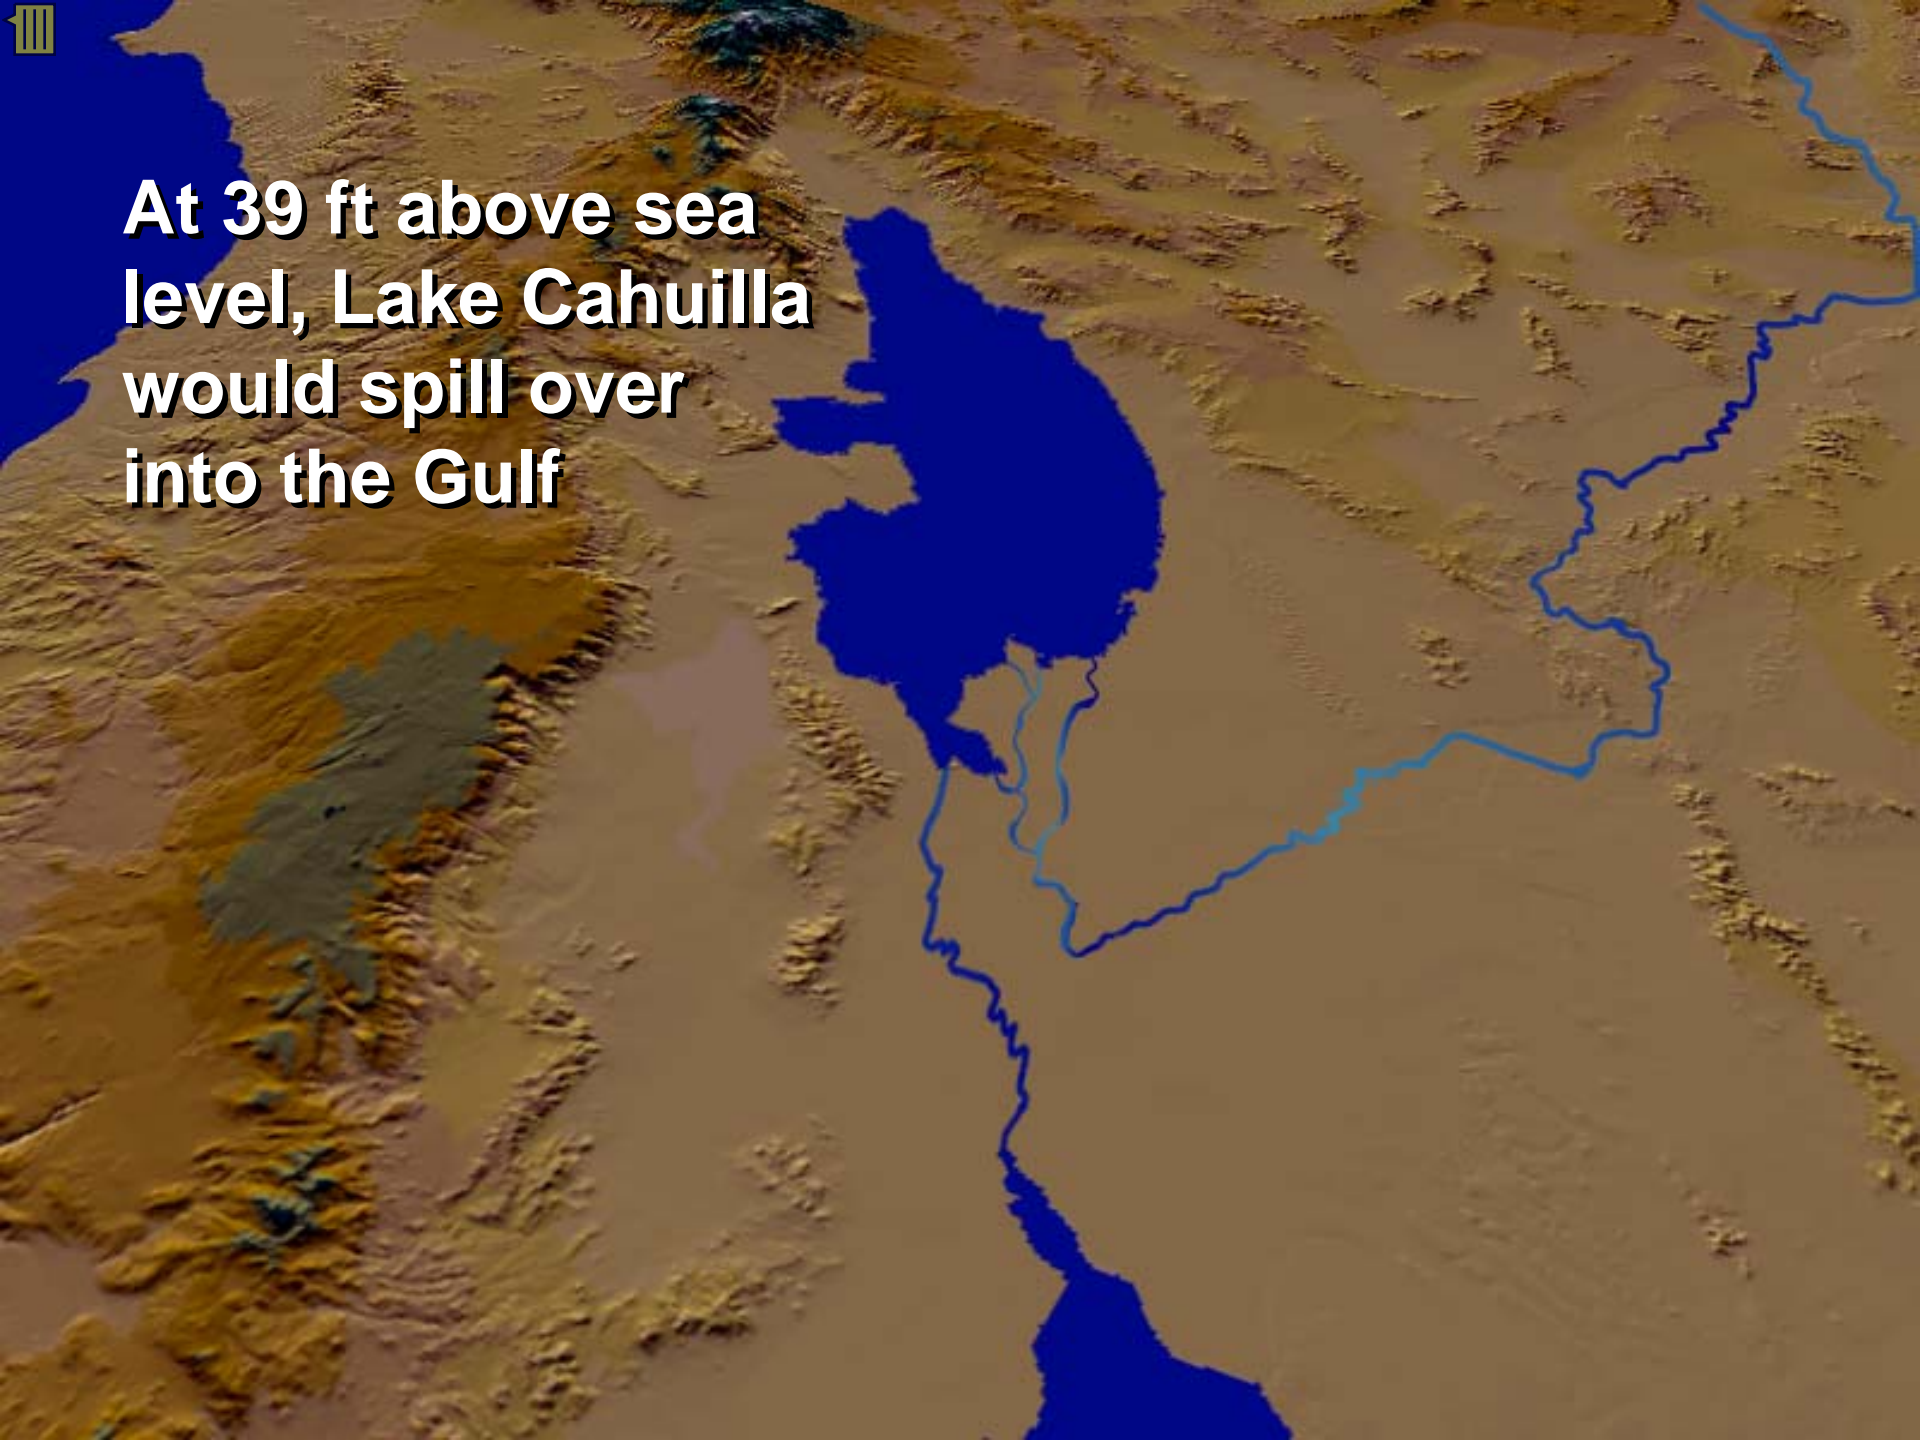 At 39 ft above sea
level, Lake Cahuilla
would spill over
into the Gulf